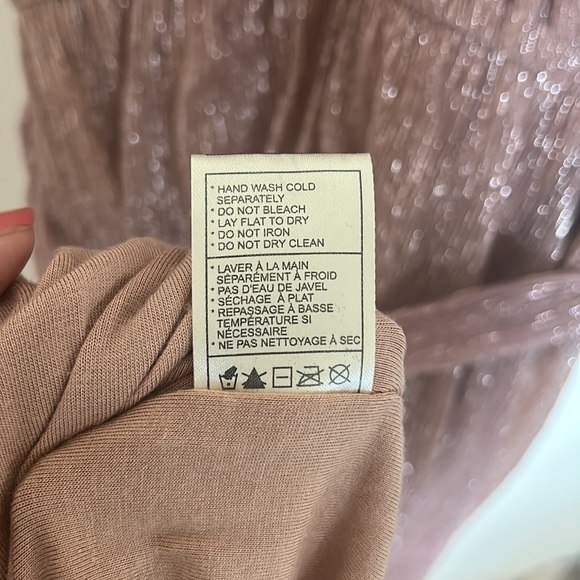 * HAND WASH COLD
SEPARATELY
* DO NOT BLEACH
* LAY FLAT TO DRY
* DO NOT IRON
* DO NOT DRY CLEAN
* LAVER À LA MAIN
SÉPARÉMENT À FROID
* PAS D'EAU DE JAVEL
* SÉCHAGE À PLAT
* REPASSAGE À BASSE
TEMPÉRATURE SI
NÉCESSAIRE
* NE PAS NETTOYAGE À SEC